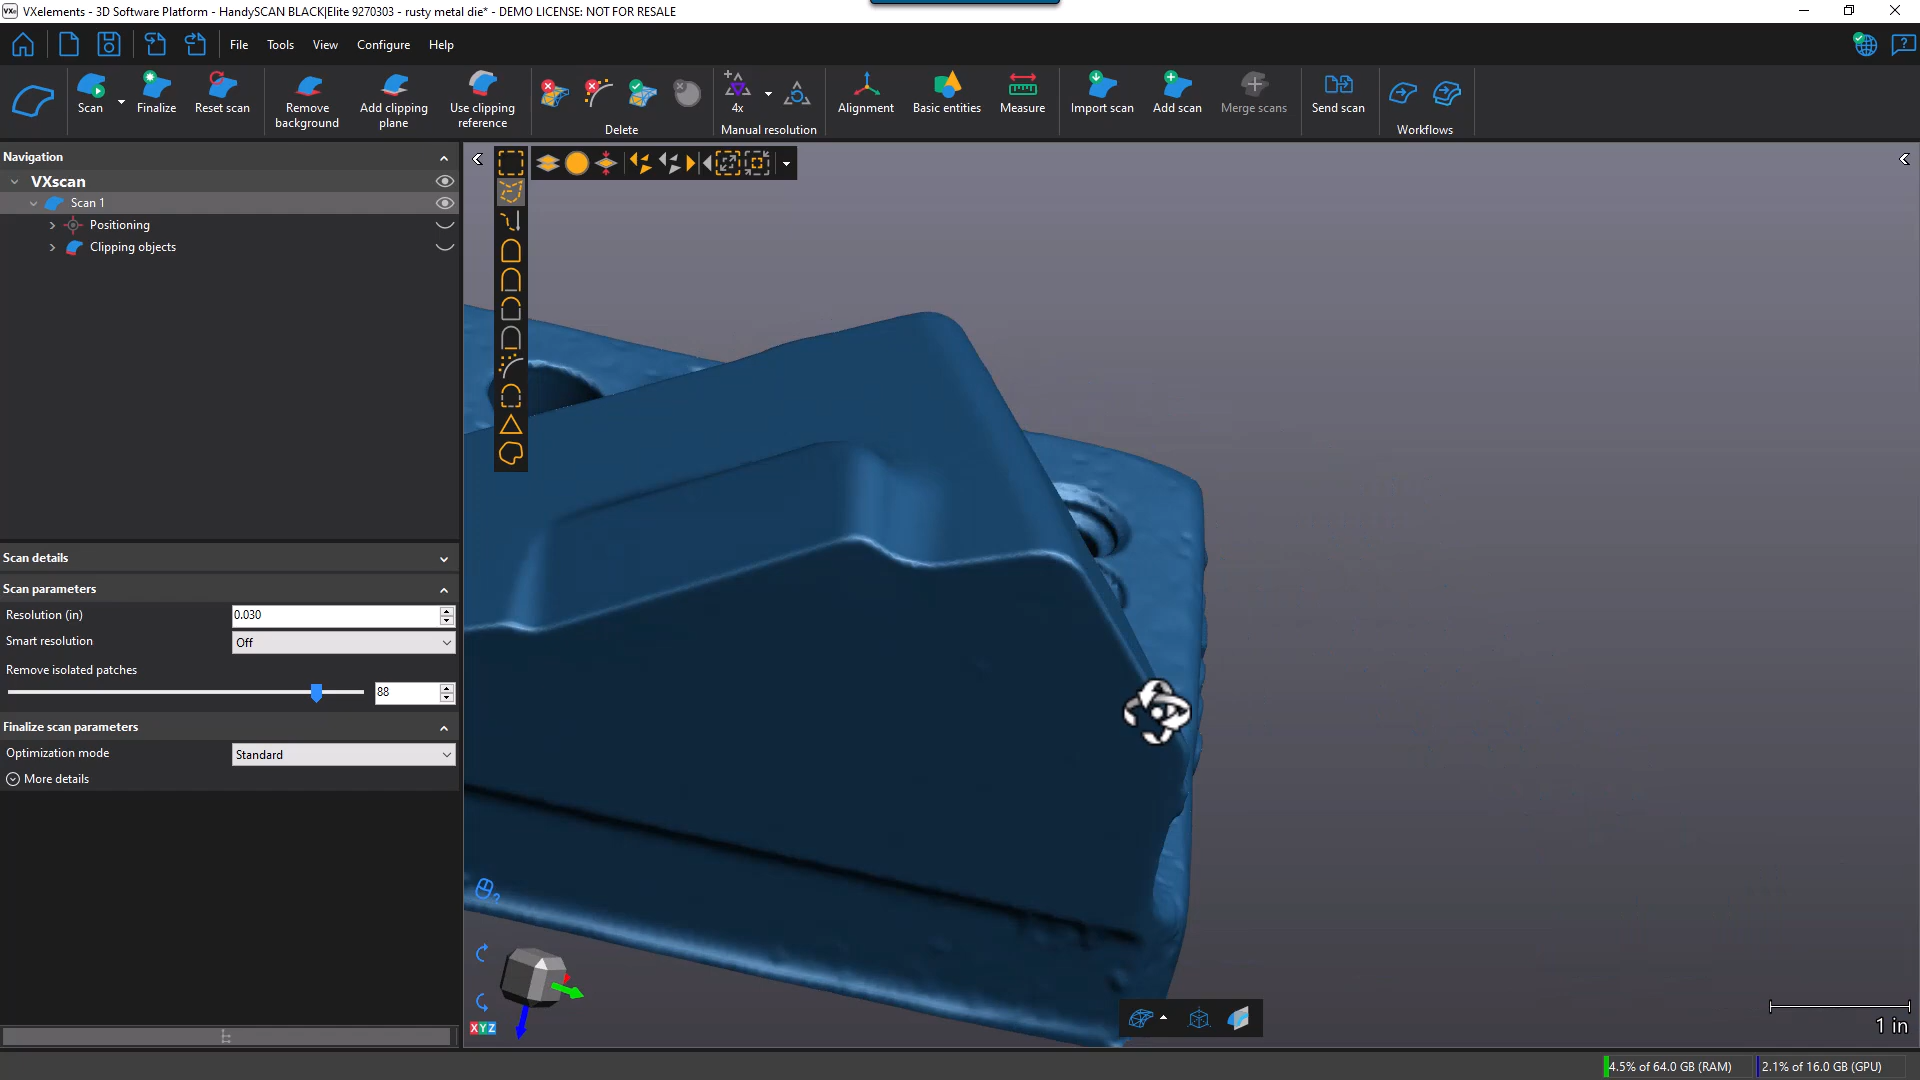 VXelements - 3D Software Platform - HandySCAN BLACK|Elite 9270303 - rusty metal die* - DEMO LICENSE: NOT FOR RESALE
File Tools View Configure Help
Scan
Finalize
Reset scan
Remove background
Add clipping plane
Use clipping reference
Delete
4x
Manual resolution
Alignment
Basic entities
Measure
Import scan
Add scan
Merge scans
Send scan
Workflows
Navigation
VXscan
Scan 1
Positioning
Clipping objects
Scan details
Scan parameters
Resolution (in) 0.030
Smart resolution Off
Remove isolated patches
88
Finalize scan parameters
Optimization mode Standard
More details
XYZ
1 in
4.5% of 64.0 GB (RAM) 2.1% of 16.0 GB (GPU)